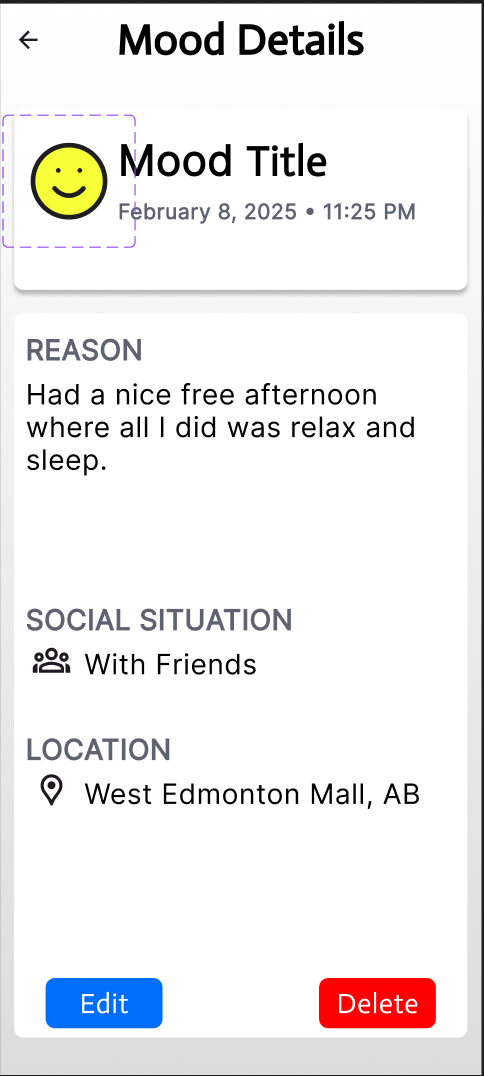 Mood Details
Mood Title
February 8, 2025 • 11:25 PM
REASON
Had a nice free afternoon
where all I did was relax and
sleep.
SOCIAL SITUATION
With Friends
LOCATION
West Edmonton Mall, AB
Edit
Delete